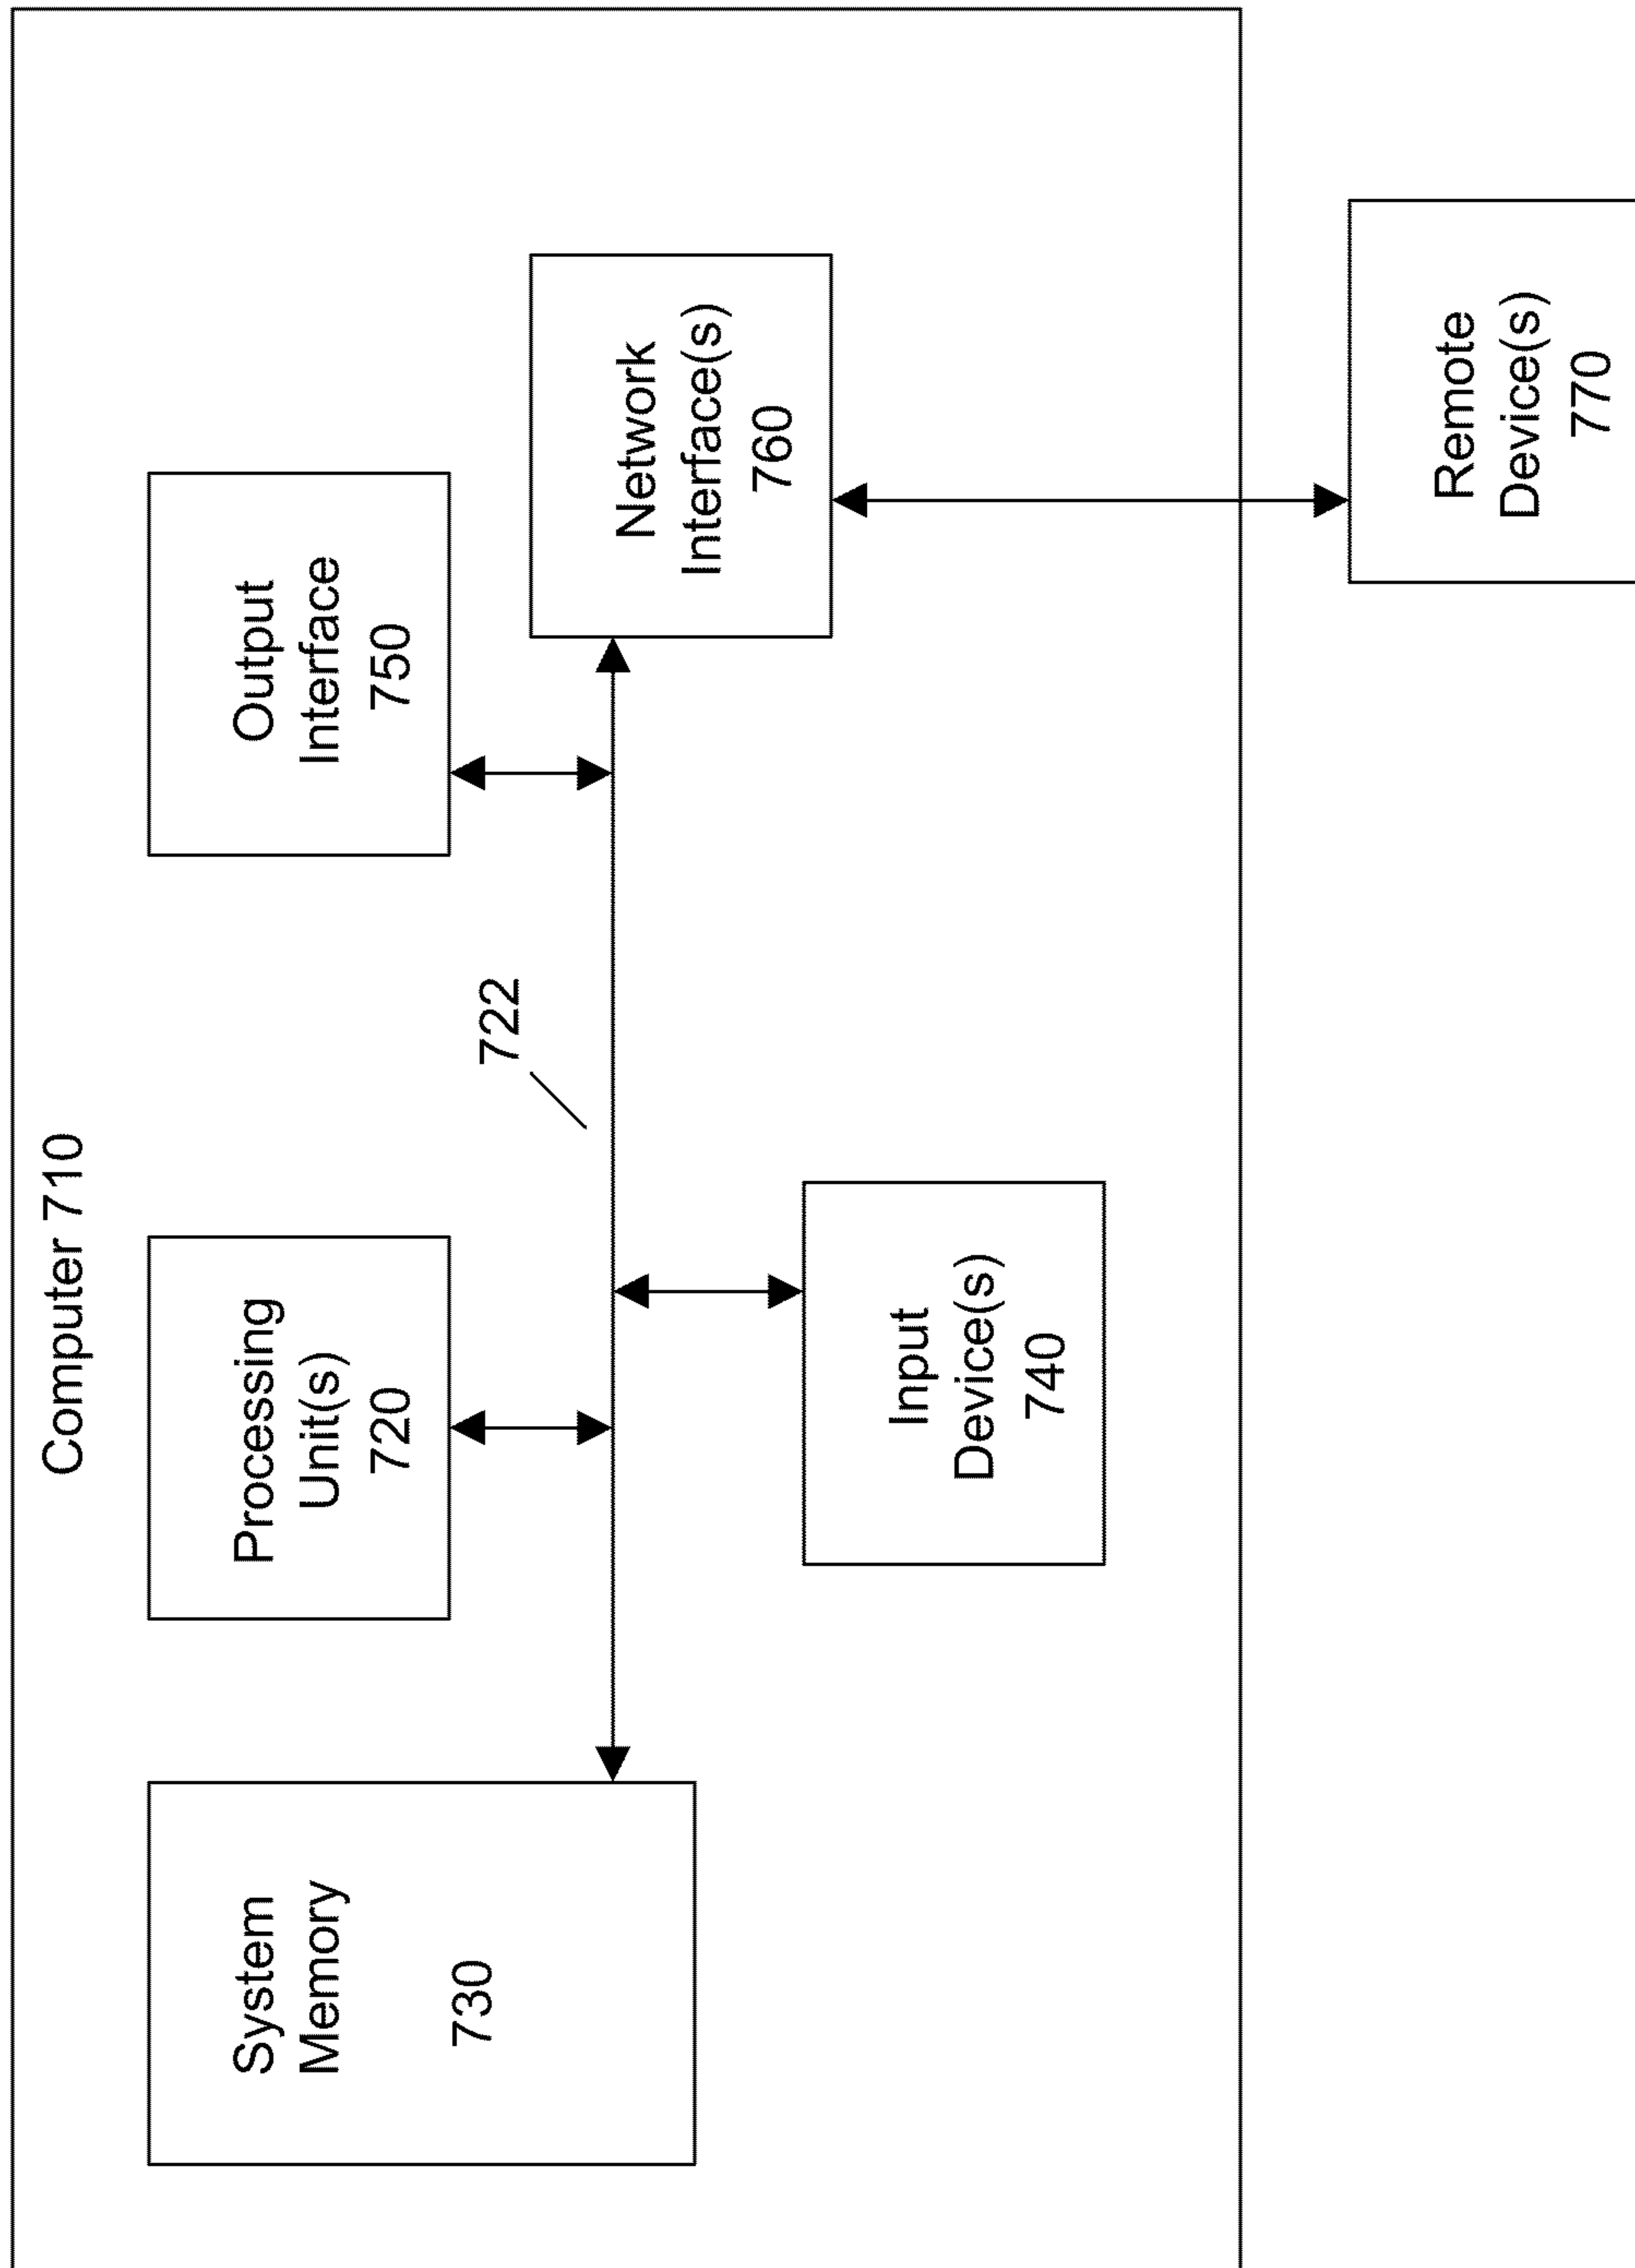 Computer 710
System
Memory
730
Processing
Unit(s)
720
Output
Interface
750
722
Network
Interface(s)
760
Input
Device(s)
740
Remote
Device(s)
770